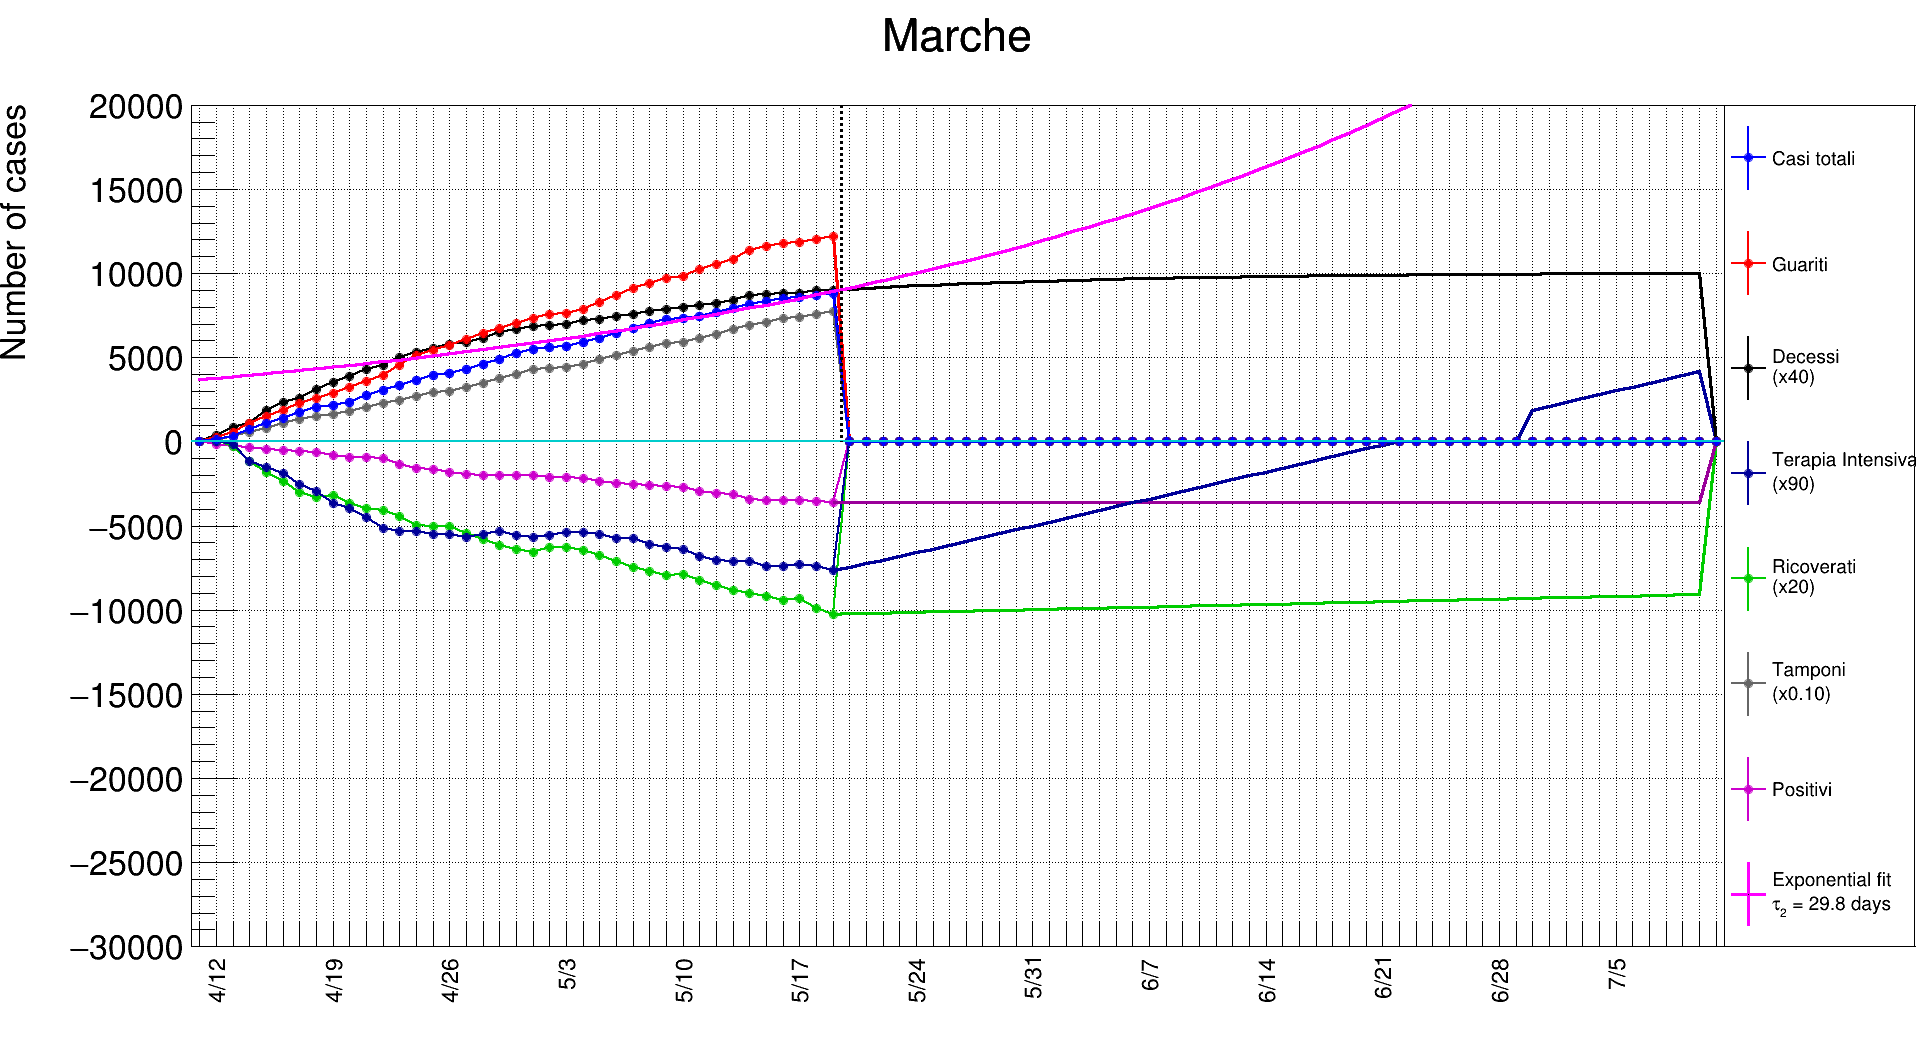 Marche
Number of cases
20000
15000
10000
5000
0
−5000
−10000
−15000
−20000
−25000
−30000
4/12
4/19
4/26
5/3
5/10
5/17
5/24
5/31
6/7
6/14
6/21
6/28
7/5
Casi totali
Guariti
Decessi
(x40)
Terapia Intensiva
(x90)
Ricoverati
(x20)
Tamponi
(x0.10)
Positivi
Exponential fit
τ2 = 29.8 days